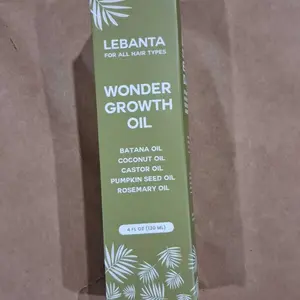 LEBANTA
FOR ALL HAIR TYPES
WONDER
GROWTH
OIL
BATANA OIL
COCONUT OIL
CASTOR OIL
PUMPKIN SEED OIL
ROSEMARY OIL
4 FL OZ (120 ML)